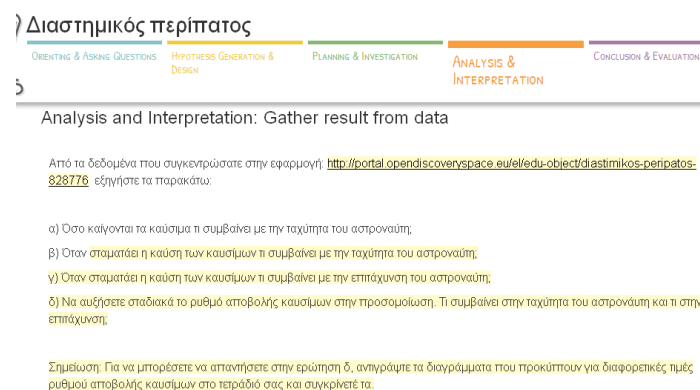 Διαστημικός περίπατος
Orienting & Asking Questions
Hypothesis Generation & Design
Planning & Investigation
Analysis & Interpretation
Conclusion & Evaluation
Analysis and Interpretation: Gather result from data
Από τα δεδομένα που συγκεντρώσατε στην εφαρμογή: http://portal.opendiscoveryspace.eu/el/edu-object/diastimikos-peripatos-
828776 εξηγήστε τα παρακάτω:
α) Όσο καίγονται τα καύσιμα τι συμβαίνει με την ταχύτητα του αστροναύτη;
β) Όταν σταματάει η καύση των καυσίμων τι συμβαίνει με την ταχύτητα του αστροναύτη;
γ) Όταν σταματάει η καύση των καυσίμων τι συμβαίνει με την επιτάχυνση του αστροναύτη;
δ) Να αυξήσετε σταδιακά το ρυθμό αποβολής καυσίμων στην προσομοίωση. Τι συμβαίνει στην ταχύτητα του αστρονάυτη και τι στην
επιτάχυνση;
Σημείωση: Για να μπορέσετε να απαντήσετε στην ερώτηση δ, αντιγράψτε τα διαγράμματα που προκύπτουν για διαφορετικές τιμές
ρυθμού αποβολής καυσίμων στο τετράδιό σας και συγκρίνετέ τα.